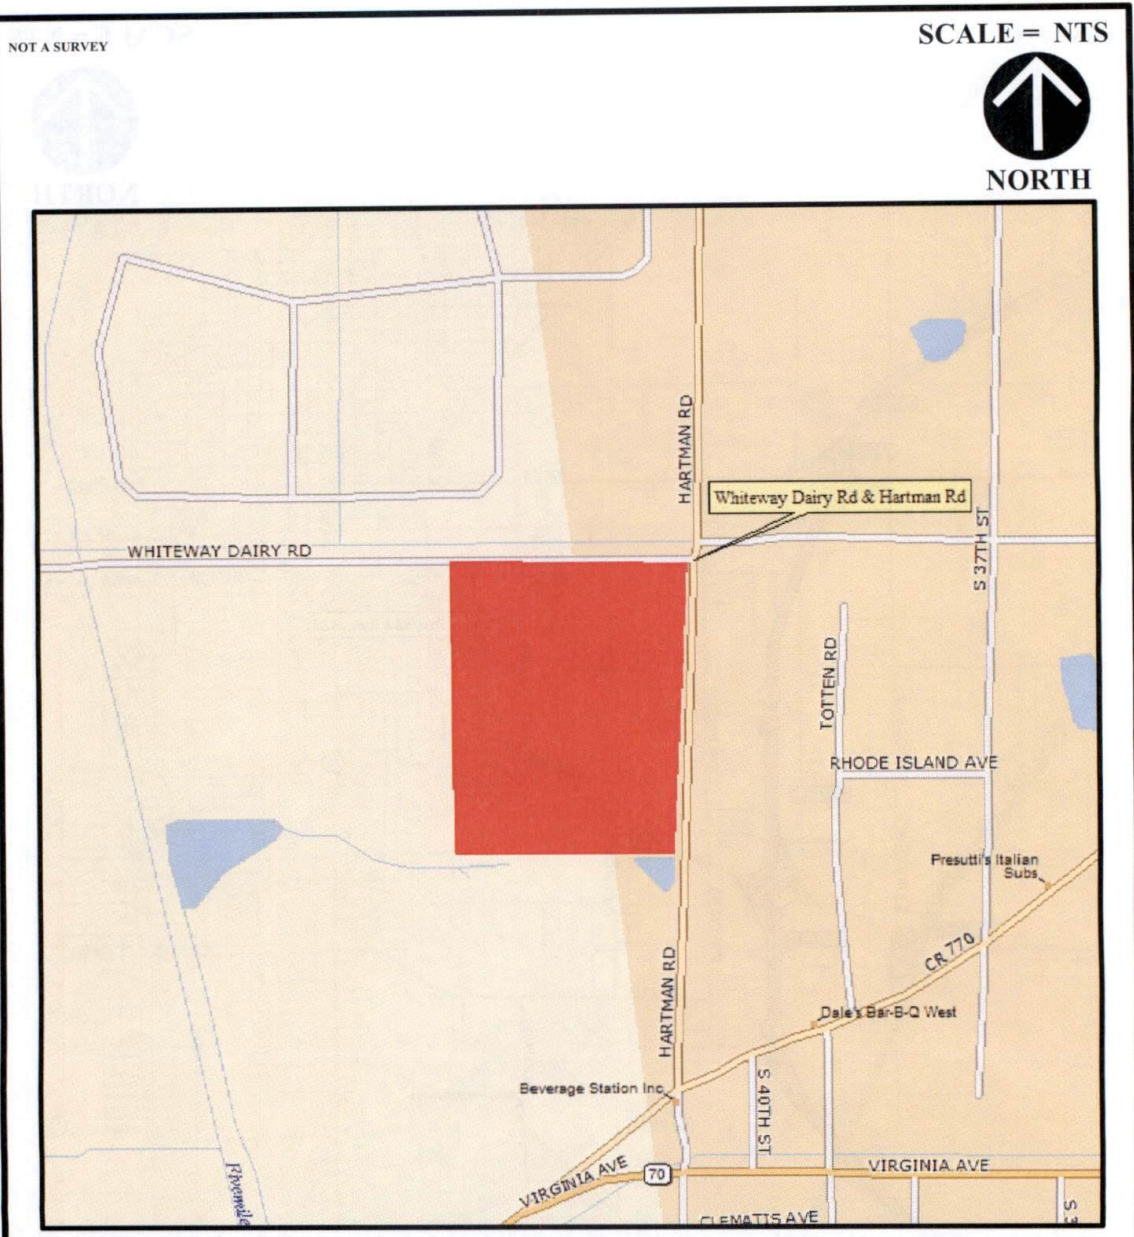 NOT A SURVEY
SCALE = NTS
NORTH
HARTMAN RD
Whiteway Dairy Rd & Hartman Rd
WHITEWAY DAIRY RD
S 37TH ST
TOTTEN RD
RHODE ISLAND AVE
Presutti's Italian
Subs
CR 770
HARTMAN RD
Dale's Bar-B-Q West
Beverage Station Inc
S 40TH ST
VIRGINIA AVE
70
VIRGINIA AVE
CLEMATIS AVE